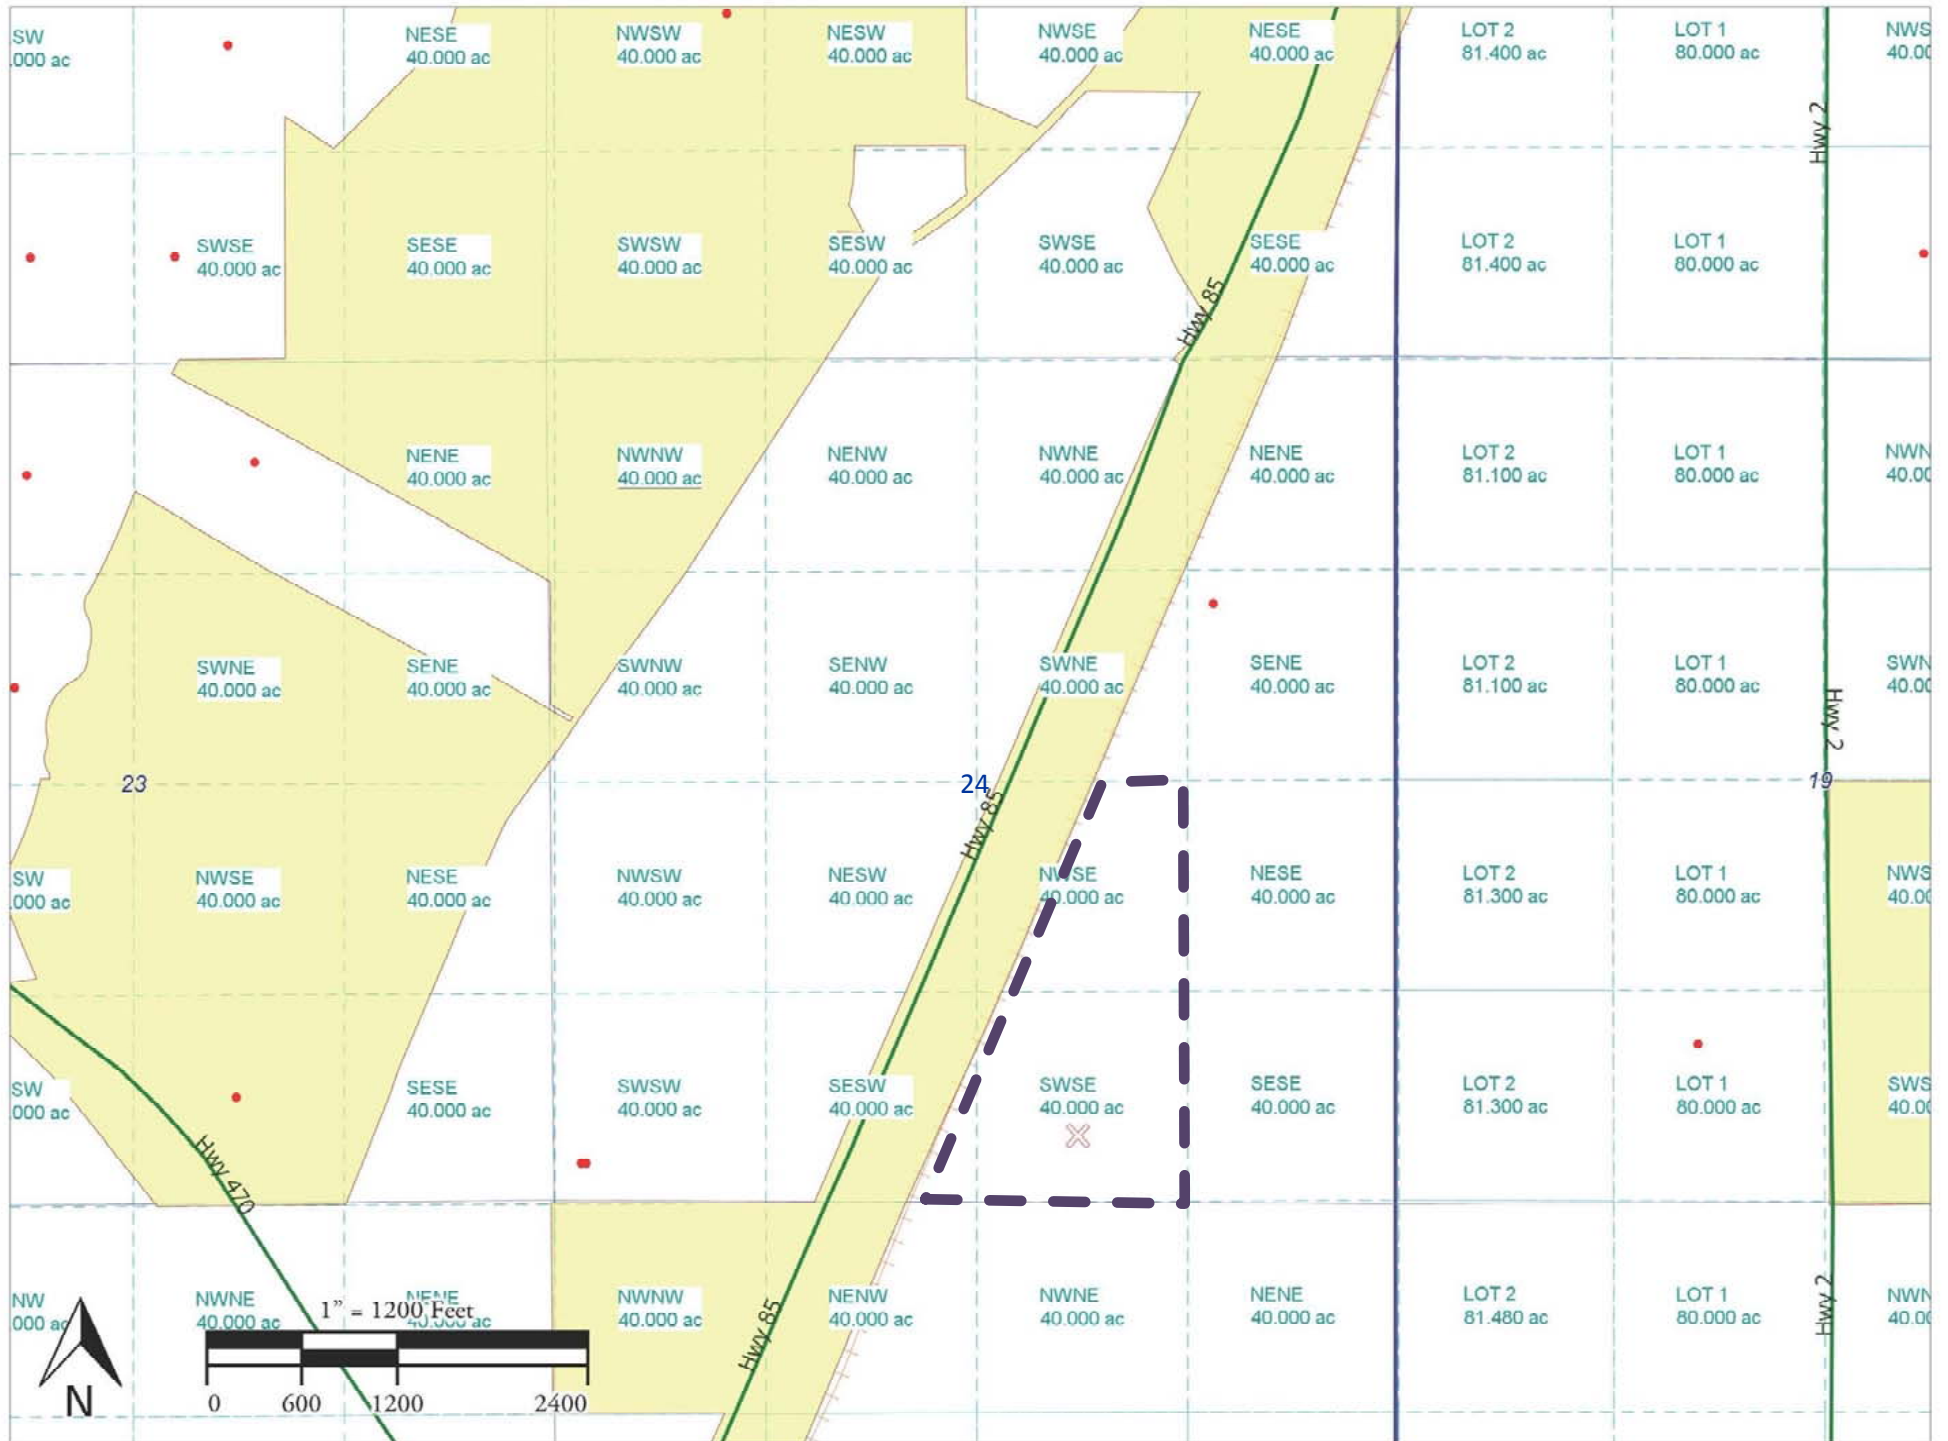 SW
.000 ac
NESE
40.000 ac
NWSW
40.000 ac
NESW
40.000 ac
NWSE
40.000 ac
NESE
40.000 ac
LOT 2
81.400 ac
LOT 1
80.000 ac
NWS
40.00
Hwy 2
SWSE
40.000 ac
SESE
40.000 ac
SWSW
40.000 ac
SESW
40.000 ac
SWSE
40.000 ac
SESE
40.000 ac
LOT 2
81.400 ac
LOT 1
80.000 ac
Hwy 85
NENE
40.000 ac
NWNW
40.000 ac
NENW
40.000 ac
NWNE
40.000 ac
NENE
40.000 ac
LOT 2
81.100 ac
LOT 1
80.000 ac
NWN
40.00
SWNE
40.000 ac
SENE
40.000 ac
SWNW
40.000 ac
SENW
40.000 ac
SWNE
40.000 ac
SENE
40.000 ac
LOT 2
81.100 ac
LOT 1
80.000 ac
SWN
40.00
Hwy 2
23
24
19
Hwy 85
SW
.000 ac
NWSE
40.000 ac
NESE
40.000 ac
NWSW
40.000 ac
NESW
40.000 ac
NWSE
40.000 ac
NESE
40.000 ac
LOT 2
81.300 ac
LOT 1
80.000 ac
NWS
40.00
SW
000 ac
SESE
40.000 ac
SWSW
40.000 ac
SESW
40.000 ac
SWSE
40.000 ac
SESE
40.000 ac
LOT 2
81.300 ac
LOT 1
80.000 ac
SWS
40.00
Hwy 470
NW
000 ac
NWNE
40.000 ac
NENE
40.000 ac
NWNW
40.000 ac
NENW
40.000 ac
NWNE
40.000 ac
NENE
40.000 ac
LOT 2
81.480 ac
LOT 1
80.000 ac
NWN
40.00
Hwy 85
Hwy 2
1” = 1200 Feet
0 600 1200 2400
N